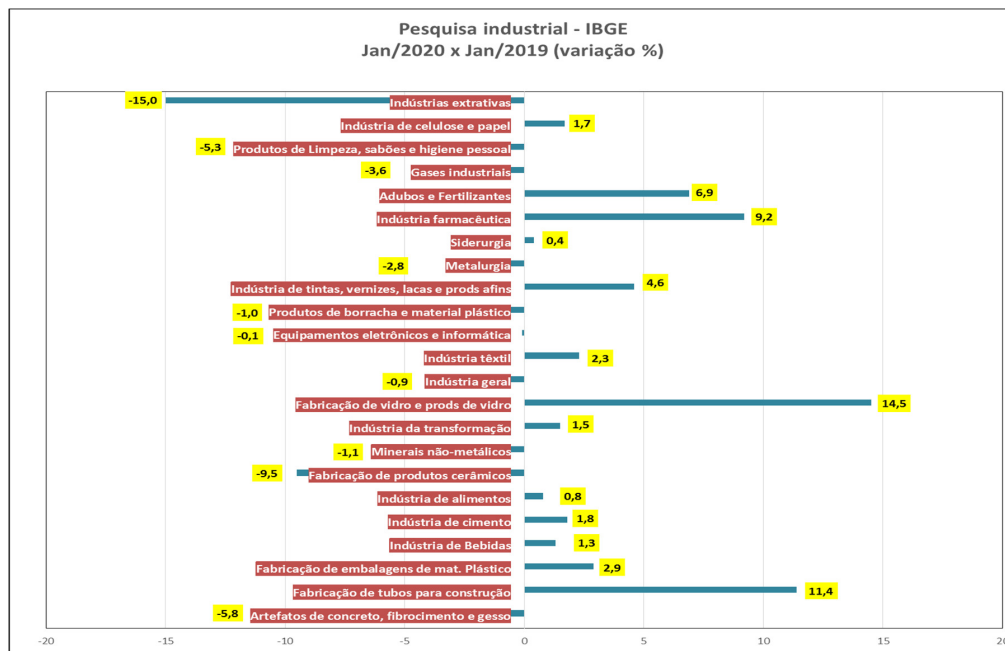 Pesquisa industrial - IBGE
Jan/2020 x Jan/2019 (variação %)
-15,0 Indústrias extrativas
Indústria de celulose e papel 1,7
-5,3 Produtos de Limpeza, sabões e higiene pessoal
-3,6 Gases industriais
Adubos e Fertilizantes 6,9
Indústria farmacêutica 9,2
Siderurgia 0,4
-2,8 Metalurgia
Indústria de tintas, vernizes, lacas e prods afins 4,6
-1,0 Produtos de borracha e material plástico
-0,1 Equipamentos eletrônicos e informática
Indústria têxtil 2,3
-0,9 Indústria geral
Fabricação de vidro e prods de vidro 14,5
Indústria da transformação 1,5
-1,1 Minerais não-metálicos
-9,5 Fabricação de produtos cerâmicos
Indústria de alimentos 0,8
Indústria de cimento 1,8
Indústria de Bebidas 1,3
Fabricação de embalagens de mat. Plástico 2,9
Fabricação de tubos para construção 11,4
-5,8 Artefatos de concreto, fibrocimento e gesso
-20 -15 -10 -5 0 5 10 15 20